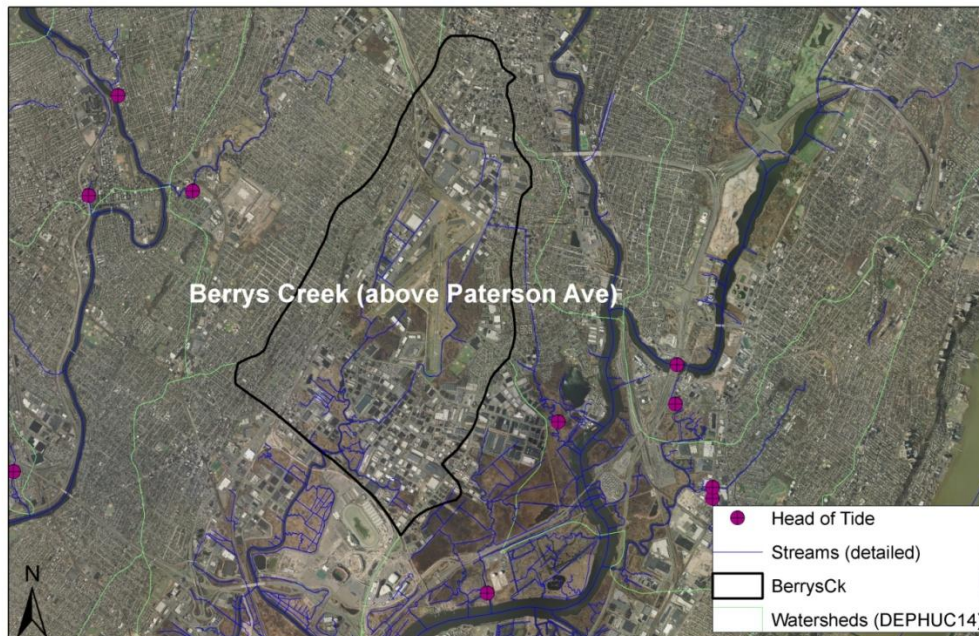 Berrys Creek (above Paterson Ave)
N
Head of Tide
Streams (detailed)
BerrysCk
Watersheds (DEPHUC14)